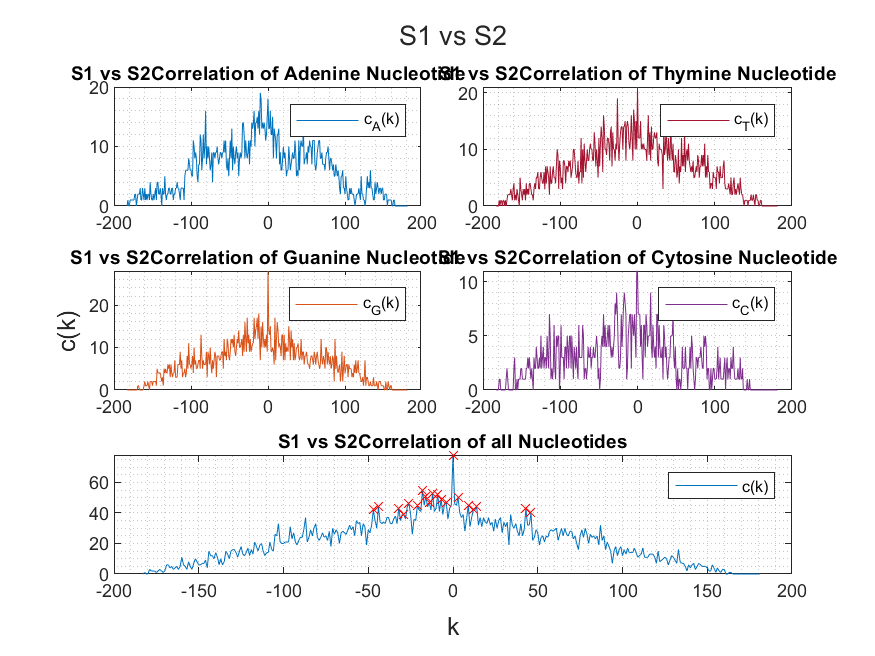 S1 vs S2
S1 vs S2Correlation of Adenine Nucleotide
S1 vs S2Correlation of Thymine Nucleotide
20
10
0
-200 -100 0 100 200
c_A(k)
20
10
0
-200 -100 0 100 200
c_T(k)
S1 vs S2Correlation of Guanine Nucleotide
S1 vs S2Correlation of Cytosine Nucleotide
c(k)
20
10
0
-200 -100 0 100 200
c_G(k)
10
5
0
-200 -100 0 100 200
c_C(k)
S1 vs S2Correlation of all Nucleotides
60
40
20
0
-200 -150 -100 -50 0 50 100 150 200
c(k)
k